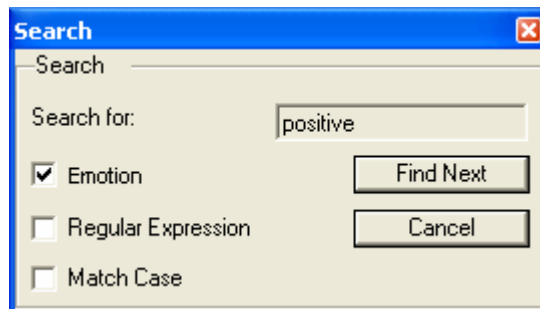 Search
Search
Search for: positive
Emotion Find Next
Regular Expression Cancel
Match Case